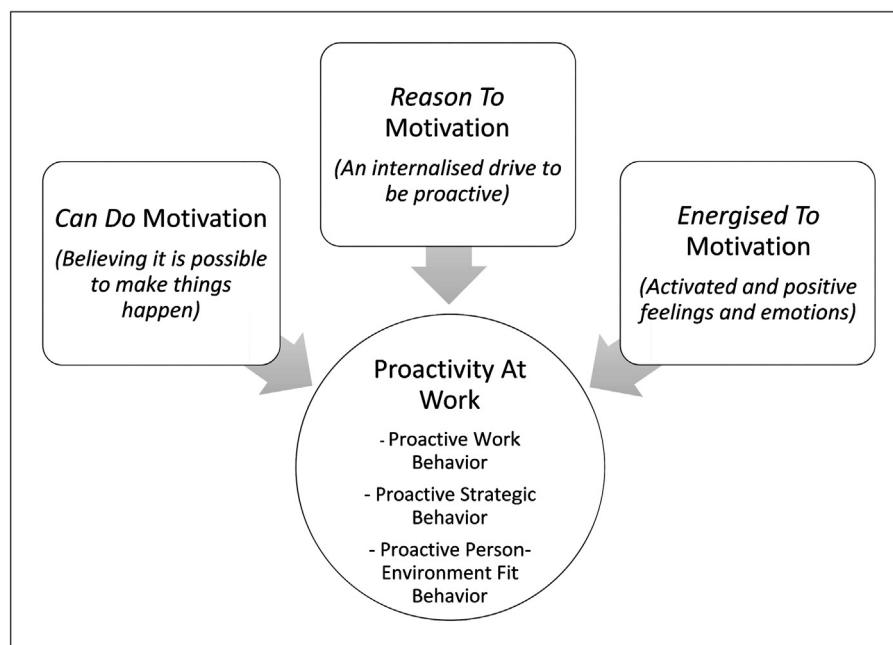 Can Do Motivation
(Believing it is possible
to make things
happen)
Reason To
Motivation
(An internalised drive to
be proactive)
Energised To
Motivation
(Activated and positive
feelings and emotions)
Proactivity At
Work
- Proactive Work
Behavior
- Proactive Strategic
Behavior
- Proactive Person-
Environment Fit
Behavior